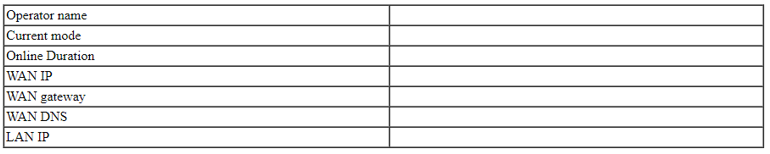 Operator name
Current mode
Online Duration
WAN IP
WAN gateway
WAN DNS
LAN IP